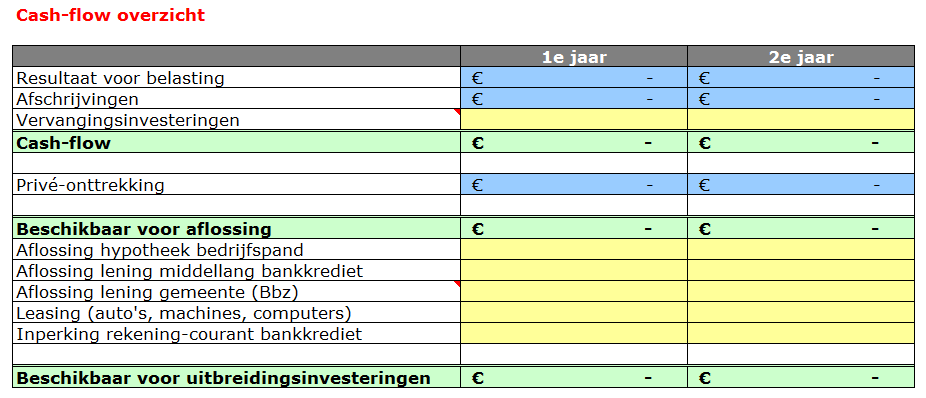 Cash-flow overzicht
1e jaar 2e jaar
Resultaat voor belasting € - € -
Afschrijvingen € - € -
Vervangingsinvesteringen
Cash-flow € - € -
Privé-onttrekking € - € -
Beschikbaar voor aflossing € - € -
Aflossing hypotheek bedrijfspand
Aflossing lening middellang bankkrediet
Aflossing lening gemeente (Bbz)
Leasing (auto's, machines, computers)
Inperking rekening-courant bankkrediet
Beschikbaar voor uitbreidingsinvesteringen € - € -